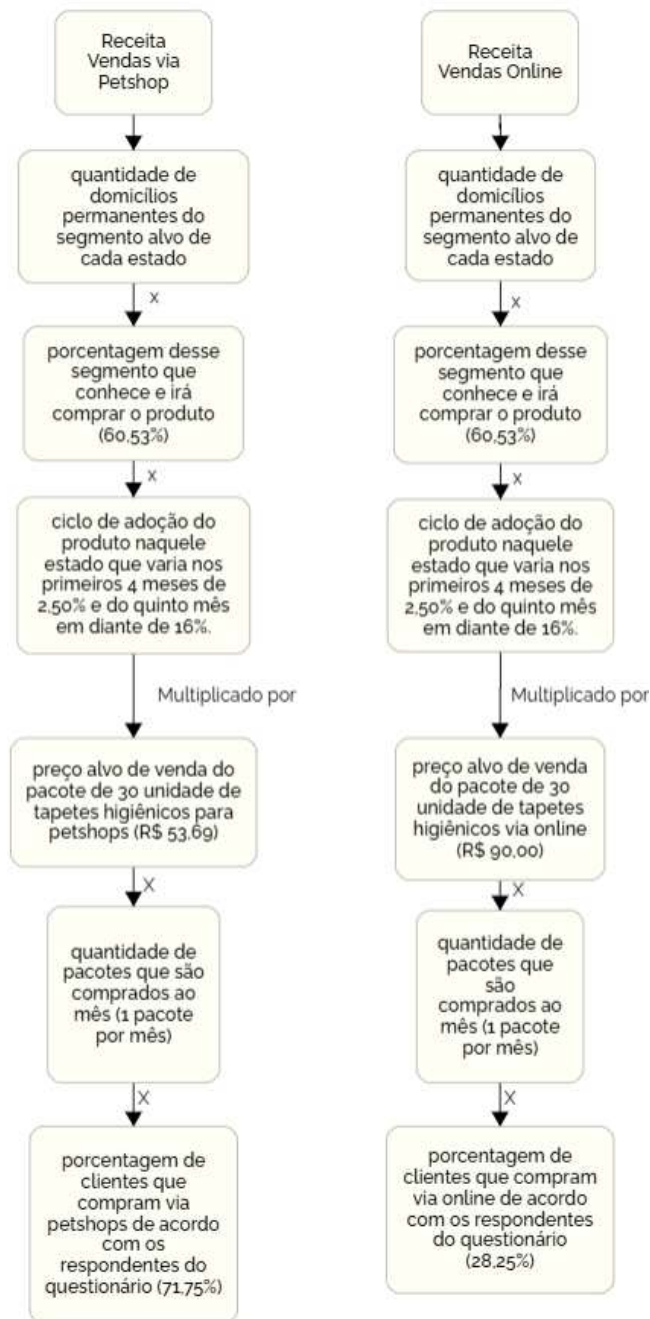 Receita
Vendas via
Petshop
quantidade de
domicílios
permanentes do
segmento alvo de
cada estado
x
porcentagem desse
segmento que
conhece e irá
comprar o produto
(60,53%)
x
ciclo de adoção do
produto naquele
estado que varia nos
primeiros 4 meses de
2,50% e do quinto mês
em diante de 16%.
Multiplicado por
preço alvo de venda do
pacote de 30 unidade de
tapetes higiênicos para
petshops (R$ 53,69)
X
quantidade de
pacotes que são
comprados ao
mês (1 pacote
por mês)
X
porcentagem de
clientes que
compram via
petshops de acordo
com os
respondentes do
questionário (71,75%)
Receita
Vendas Online
quantidade de
domicílios
permanentes do
segmento alvo de
cada estado
x
porcentagem desse
segmento que
conhece e irá
comprar o produto
(60,53%)
x
ciclo de adoção do
produto naquele
estado que varia nos
primeiros 4 meses de
2,50% e do quinto mês
em diante de 16%.
Multiplicado por
preço alvo de venda
do pacote de 30
unidade de tapetes
higiênicos via online
(R$ 90,00)
X
quantidade de
pacotes que
são
comprados ao
mês (1 pacote
por mês)
X
porcentagem de
clientes que compram
via online de acordo
com os respondentes
do questionário
(28,25%)